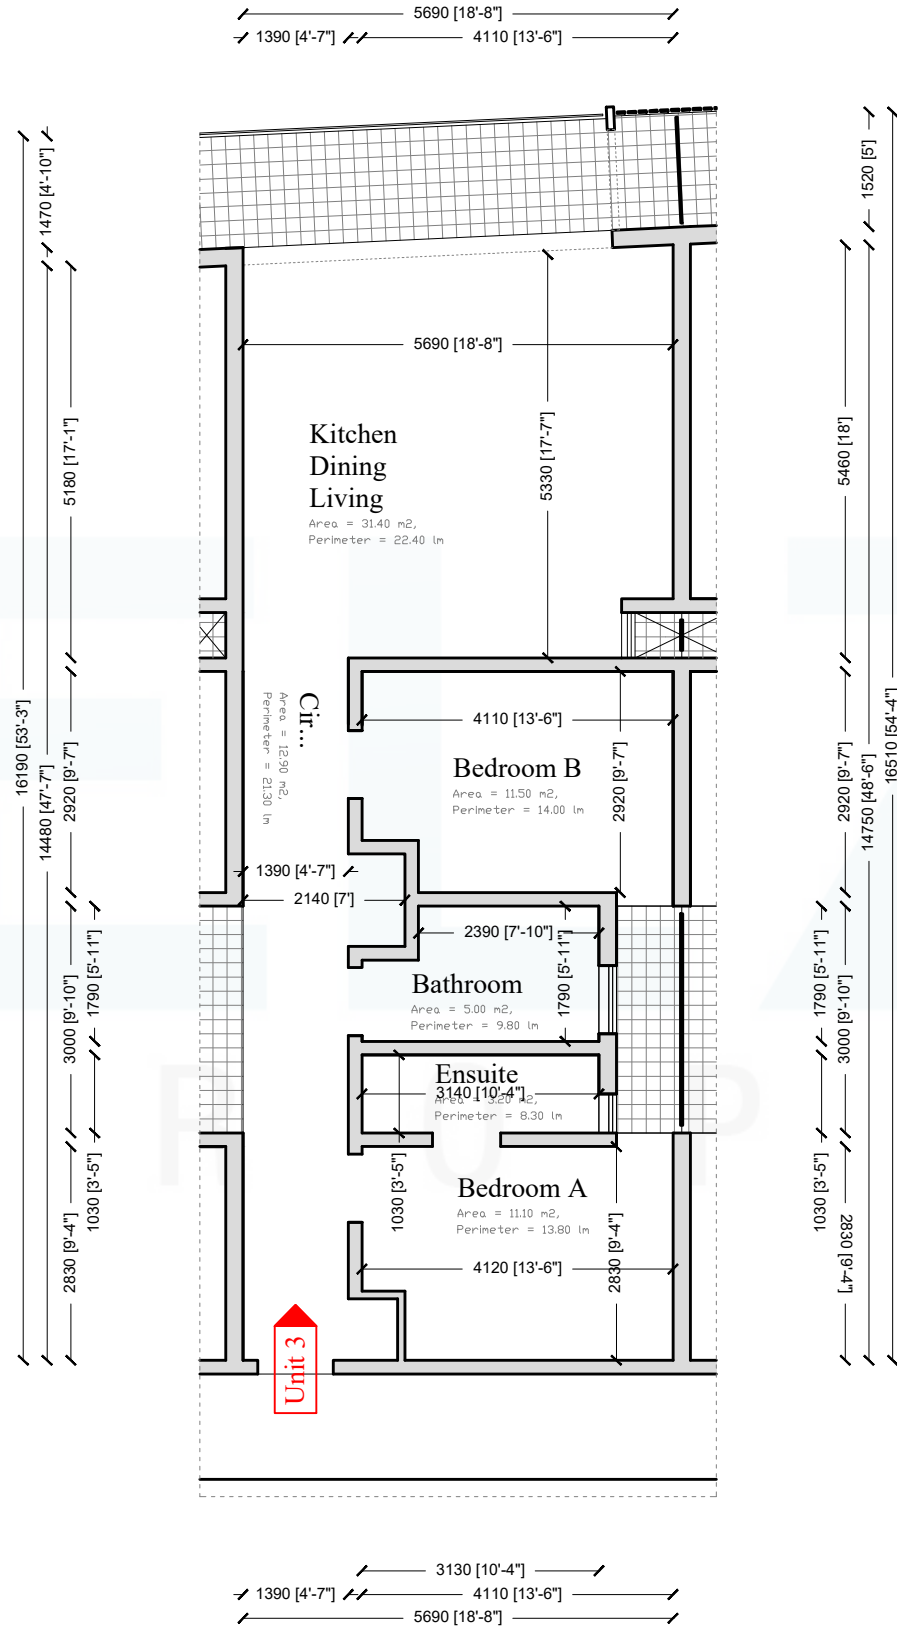 5690 [18'-8"]
1390 [4'-7"]
4110 [13'-6"]
1470 [4'-10"]
1520 [5']
5690 [18'-8"]
5180 [17'-1"]
5330 [17'-7"]
5460 [18']
Kitchen
Dining
Living
Area = 31.40 m2,
Perimeter = 22.40 lm
16190 [53'-3"]
14480 [47'-7"]
2920 [9'-7"]
Cir...
Area = 12.90 m2,
Perimeter = 21.30 lm
4110 [13'-6"]
Bedroom B
Area = 11.50 m2,
Perimeter = 14.00 lm
2920 [9'-7"]
2920 [9'-7"]
14750 [48'-6"]
16510 [54'-4"]
1390 [4'-7"]
2140 [7']
2390 [7'-10"]
1790 [5'-11"]
Bathroom
Area = 5.00 m2,
Perimeter = 9.80 lm
3000 [9'-10"]
1790 [5'-11"]
1790 [5'-11"]
3000 [9'-10"]
Ensuite
3140 [10'-4"]
Area = 3.20 m2,
Perimeter = 8.30 lm
1030 [3'-5"]
1030 [3'-5"]
1030 [3'-5"]
Bedroom A
Area = 11.10 m2,
Perimeter = 13.80 lm
2830 [9'-4"]
4120 [13'-6"]
2830 [9'-4"]
2830 [9'-4"]
Unit 3
3130 [10'-4"]
1390 [4'-7"]
4110 [13'-6"]
5690 [18'-8"]